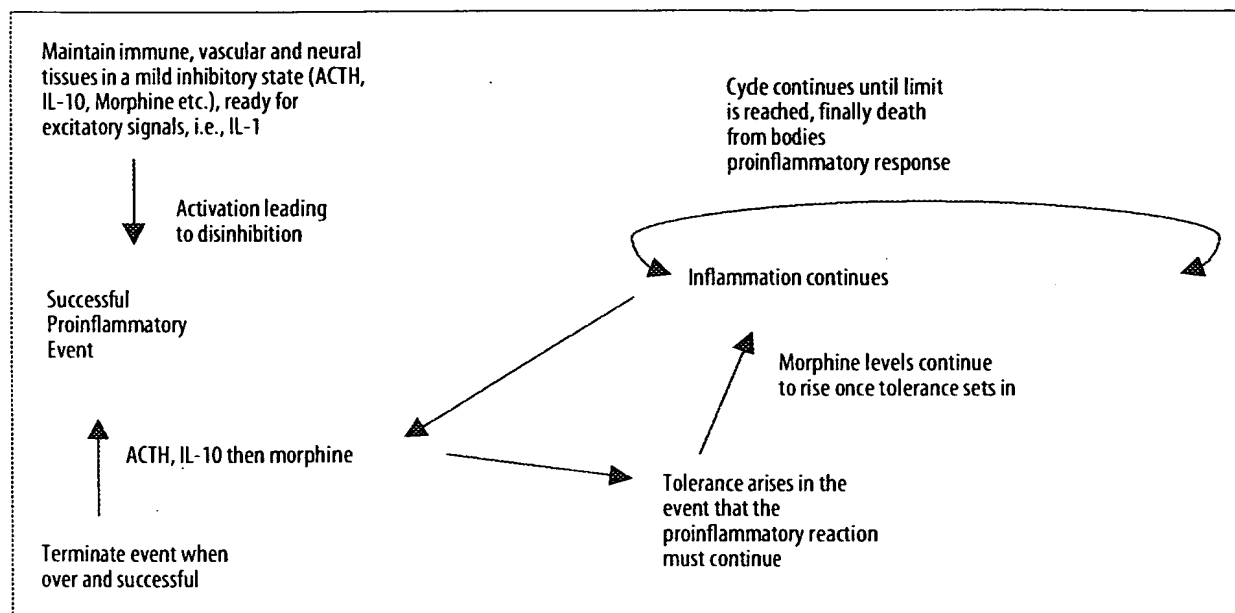 Maintain immune, vascular and neural
tissues in a mild inhibitory state (ACTH,
IL-10, Morphine etc.), ready for
excitatory signals, i.e., IL-1
Activation leading
to disinhibition
Successful
Proinflammatory
Event
ACTH, IL-10 then morphine
Terminate event when
over and successful
Cycle continues until limit
is reached, finally death
from bodies
proinflammatory response
Inflammation continues
Morphine levels continue
to rise once tolerance sets in
Tolerance arises in the
event that the
proinflammatory reaction
must continue